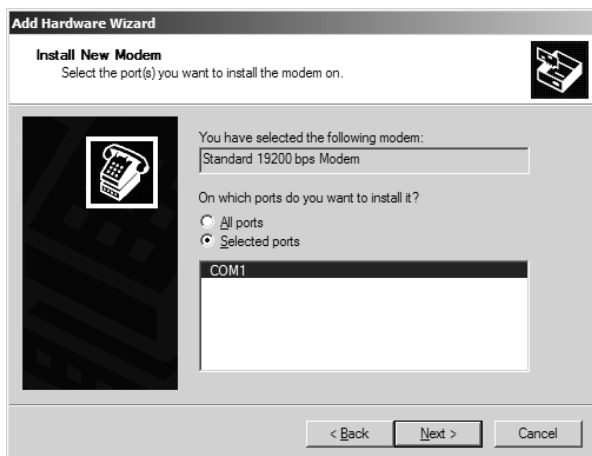 Add Hardware Wizard
Install New Modem
Select the port(s) you want to install the modem on.
You have selected the following modem:
Standard 19200 bps Modem
On which ports do you want to install it?
All ports
Selected ports
COM1
< Back
Next >
Cancel